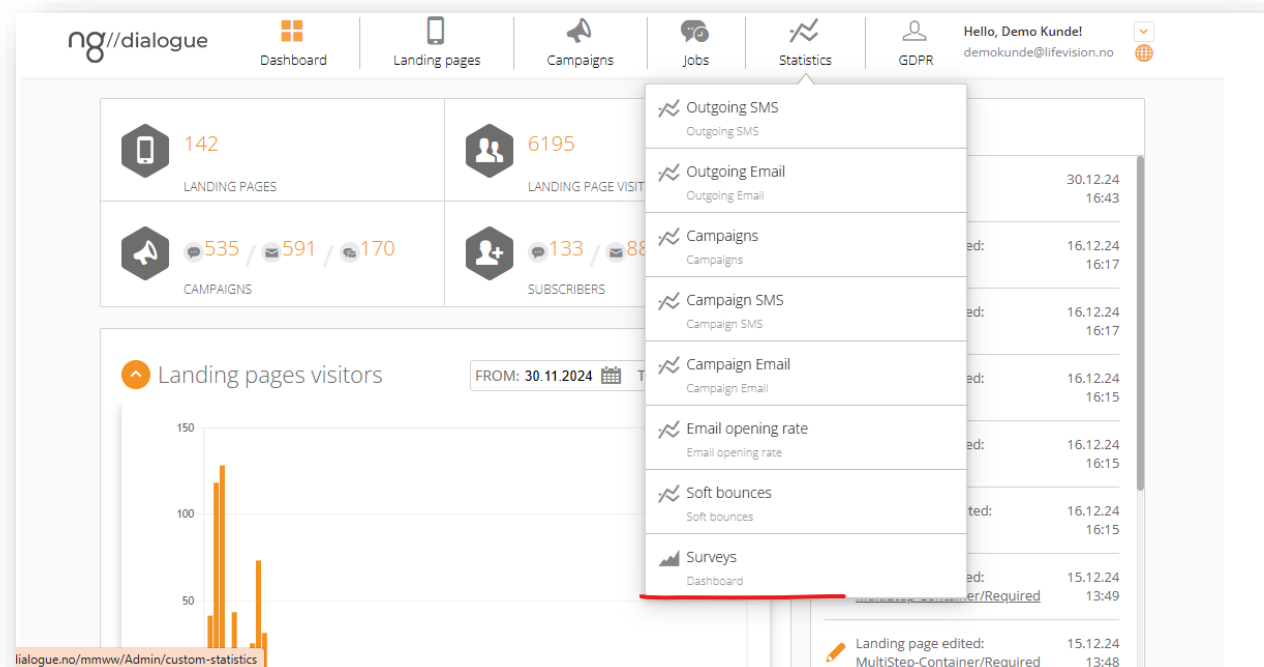 ng//dialogue
Dashboard
Landing pages
Campaigns
Jobs
Statistics
GDPR
Hello, Demo Kunde!
demokunde@lifevision.no
142
LANDING PAGES
6195
LANDING PAGE VISIT
535 / 591 / 170
CAMPAIGNS
133 / 88
SUBSCRIBERS
Outgoing SMS
Outgoing SMS
Outgoing Email
Outgoing Email
Campaigns
Campaigns
Campaign SMS
Campaign SMS
Campaign Email
Campaign Email
Email opening rate
Email opening rate
Soft bounces
Soft bounces
Surveys
Dashboard
30.12.24
16:43
ed: 16.12.24
16:17
ed: 16.12.24
16:17
ed: 16.12.24
16:15
ed: 16.12.24
16:15
ted: 16.12.24
16:15
ed: 15.12.24
MultiStep-Container/Required 13:49
Landing page edited: 15.12.24
MultiStep-Container/Required 13:48
Landing pages visitors
FROM: 30.11.2024 T
150
100
50
lialogue.no/mmww/Admin/custom-statistics